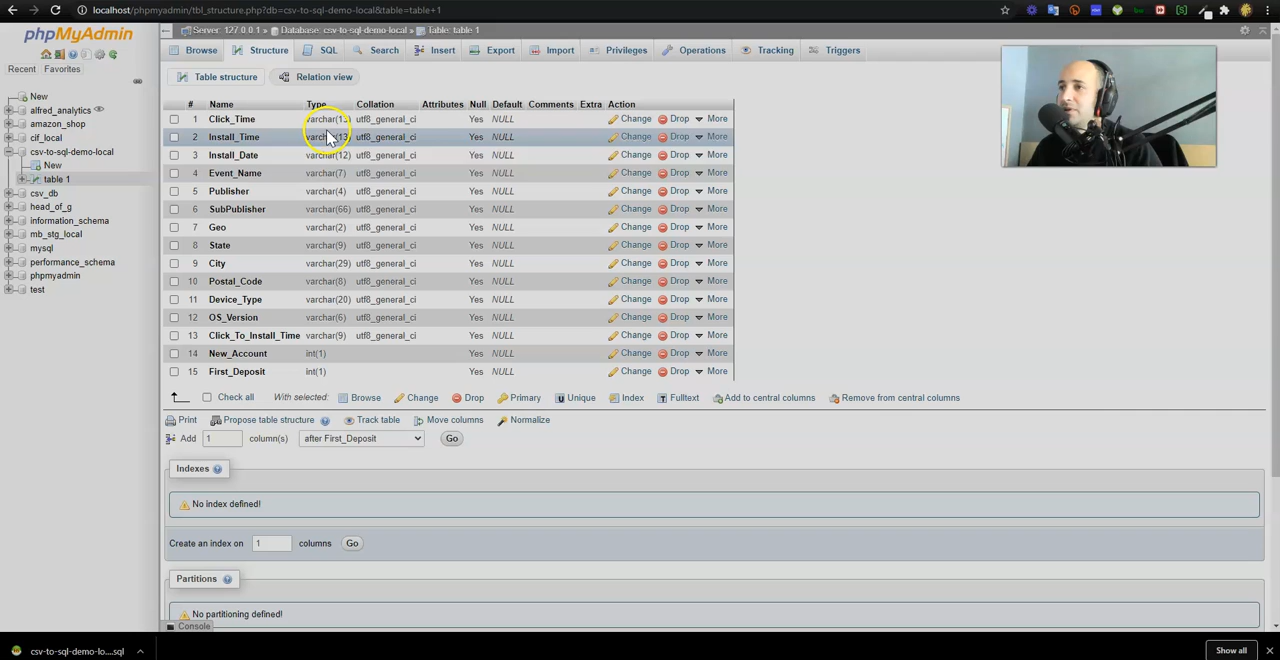 localhost/phpmyadmin/tbl_structure.php?db=csv-to-sql-demo-local&table=table+1
phpMyAdmin
Server: 127.0.0.1 » Database: csv-to-sql-demo-local » Table: table 1
Browse Structure SQL Search Insert Export Import Privileges Operations Tracking Triggers
Recent Favorites
Table structure Relation view
New
alfred_analytics
amazon_shop
cif_local
csv-to-sql-demo-local
New
table 1
csv_db
head_of_g
information_schema
mb_stg_local
mysql
performance_schema
phpmyadmin
test
# Name Type Collation Attributes Null Default Comments Extra Action
1 Click_Time varchar(13) utf8_general_ci Yes NULL Change Drop More
2 Install_Time varchar(13) utf8_general_ci Yes NULL Change Drop More
3 Install_Date varchar(12) utf8_general_ci Yes NULL Change Drop More
4 Event_Name varchar(7) utf8_general_ci Yes NULL Change Drop More
5 Publisher varchar(4) utf8_general_ci Yes NULL Change Drop More
6 SubPublisher varchar(66) utf8_general_ci Yes NULL Change Drop More
7 Geo varchar(2) utf8_general_ci Yes NULL Change Drop More
8 State varchar(9) utf8_general_ci Yes NULL Change Drop More
9 City varchar(29) utf8_general_ci Yes NULL Change Drop More
10 Postal_Code varchar(8) utf8_general_ci Yes NULL Change Drop More
11 Device_Type varchar(20) utf8_general_ci Yes NULL Change Drop More
12 OS_Version varchar(6) utf8_general_ci Yes NULL Change Drop More
13 Click_To_Install_Time varchar(9) utf8_general_ci Yes NULL Change Drop More
14 New_Account int(1) Yes NULL Change Drop More
15 First_Deposit int(1) Yes NULL Change Drop More
Check all With selected: Browse Change Drop Primary Unique Index Fulltext Add to central columns Remove from central columns
Print Propose table structure Track table Move columns Normalize
Add 1 column(s) after First_Deposit Go
Indexes
No index defined!
Create an index on 1 columns Go
Partitions
No partitioning defined!
Console
csv-to-sql-demo-lo....sql
Show all